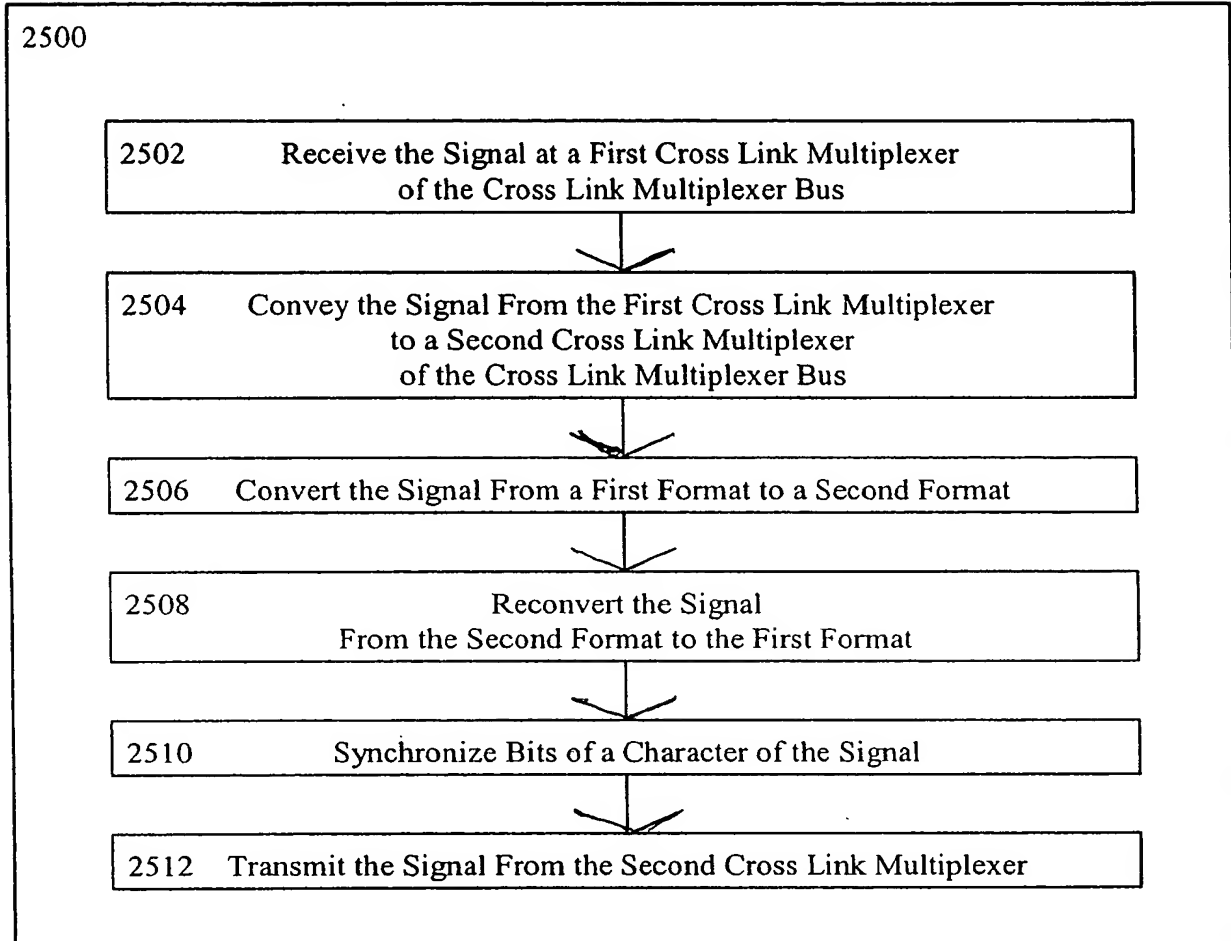 2500
2502 Receive the Signal at a First Cross Link Multiplexer
of the Cross Link Multiplexer Bus
2504 Convey the Signal From the First Cross Link Multiplexer
to a Second Cross Link Multiplexer
of the Cross Link Multiplexer Bus
2506 Convert the Signal From a First Format to a Second Format
2508 Reconvert the Signal
From the Second Format to the First Format
2510 Synchronize Bits of a Character of the Signal
2512 Transmit the Signal From the Second Cross Link Multiplexer